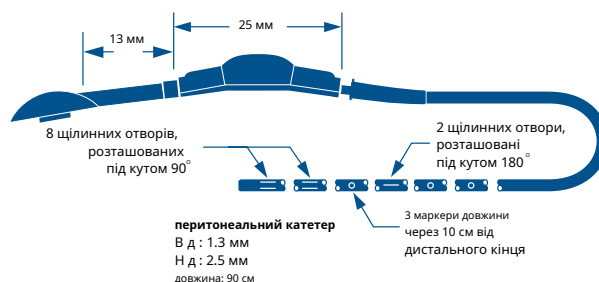 25 мм
13 мм
8 щілинних отворів,
розташованих
під кутом 90°
2 щілинних отвори,
розташовані
під кутом 180°
перитонеальний катетер
В д : 1.3 мм
Н д : 2.5 мм
довжина: 90 см
3 маркери довжини
через 10 см від
дистального кінця